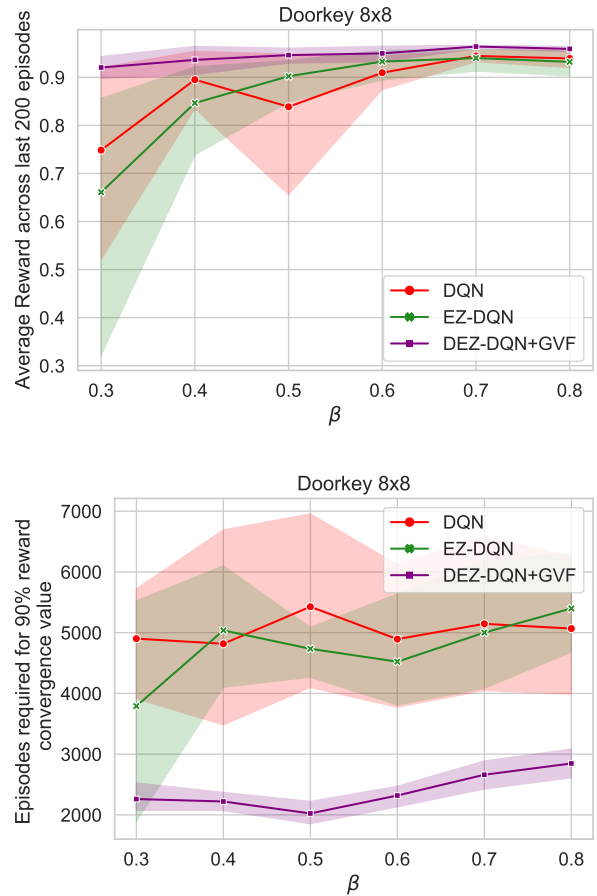 Doorkey 8x8
Average Reward across last 200 episodes
0.9
0.8
0.7
0.6
0.5
0.4
0.3
DQN
EZ-DQN
DEZ-DQN+GVF
0.3 0.4 0.5 0.6 0.7 0.8
β
Doorkey 8x8
Episodes required for 90% reward
convergence value
7000
6000
5000
4000
3000
2000
DQN
EZ-DQN
DEZ-DQN+GVF
0.3 0.4 0.5 0.6 0.7 0.8
β